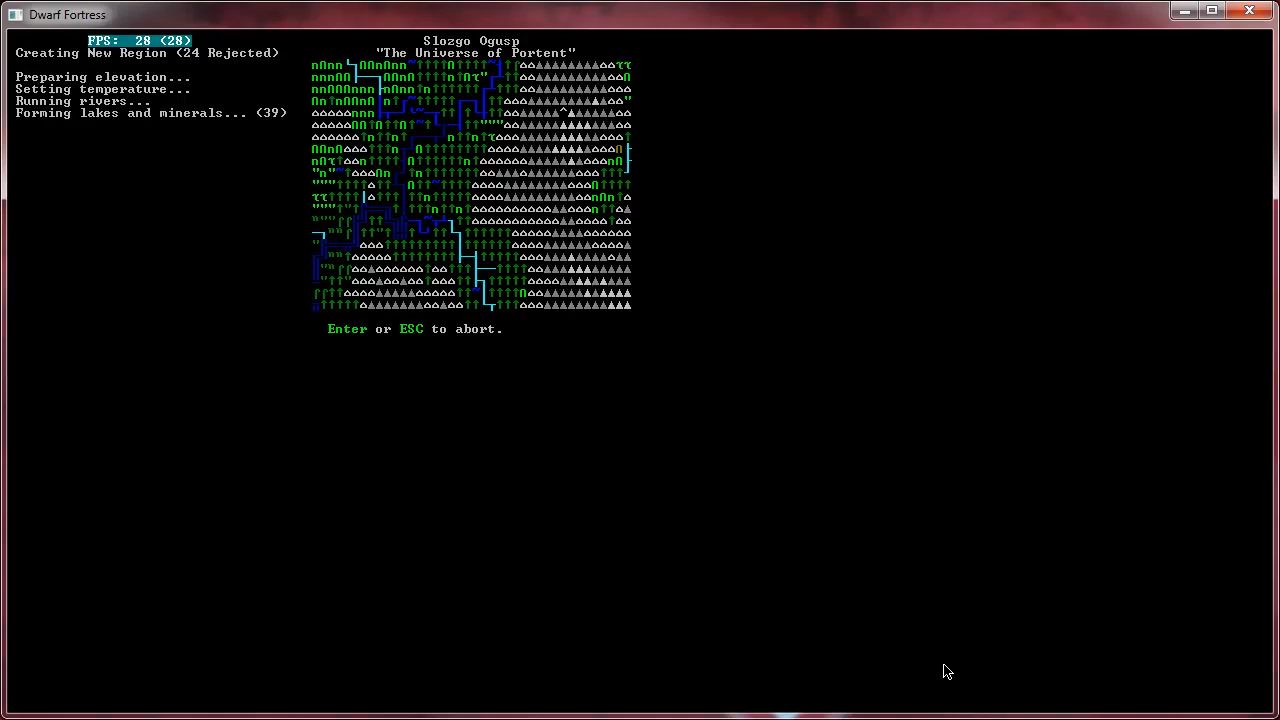 Dwarf Fortress
FPS: 28 (28)
Slozgo Ogusp
Creating New Region (24 Rejected)
"The Universe of Portent"
Preparing elevation...
Setting temperature...
Running rivers...
Forming lakes and minerals... (39)
Enter or ESC to abort.